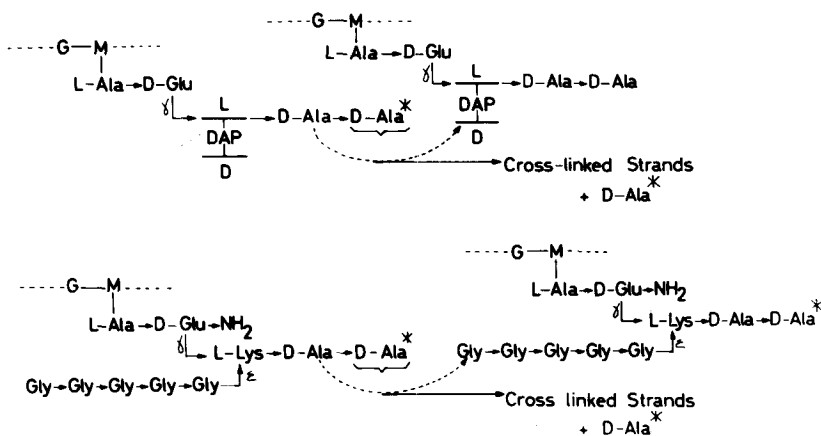 G—M
L-Ala→D-Glu
γ
L
DAP
D
→D-Ala→D-Ala*
G—M
L-Ala→D-Glu
γ
L
DAP
D
→D-Ala→D-Ala
Cross-linked Strands
+ D-Ala*
G—M
L-Ala→D-Glu→NH₂
γ
L-Lys→D-Ala→D-Ala*
ε
Gly→Gly→Gly→Gly→Gly
G—M
L-Ala→D-Glu→NH₂
γ
L-Lys→D-Ala→D-Ala*
ε
Gly→Gly→Gly→Gly→Gly
Cross linked Strands
+ D-Ala*